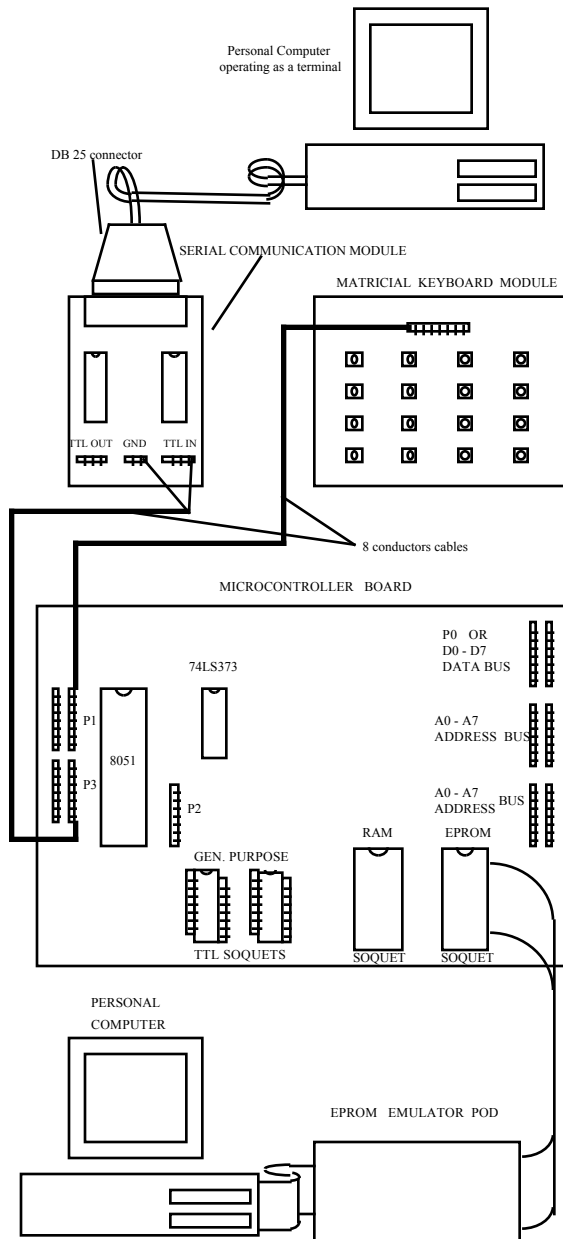 Personal Computer
operating as a terminal
DB 25 connector
SERIAL COMMUNICATION MODULE
MATRICIAL KEYBOARD MODULE
TTL OUT GND TTL IN
8 conductors cables
MICROCONTROLLER BOARD
P0 OR
D0 - D7
DATA BUS
74LS373
P1
A0 - A7
ADDRESS BUS
8051
P3
A0 - A7
ADDRESS BUS
P2
RAM
EPROM
GEN. PURPOSE
TTL SOQUETS
SOQUET
SOQUET
PERSONAL
COMPUTER
EPROM EMULATOR POD